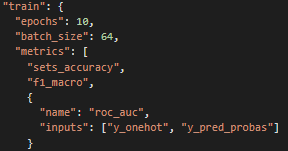 "train": {
"epochs": 10,
"batch_size": 64,
"metrics": [
"sets_accuracy",
"f1_macro",
{
"name": "roc_auc",
"inputs": ["y_onehot", "y_pred_probas"]
}